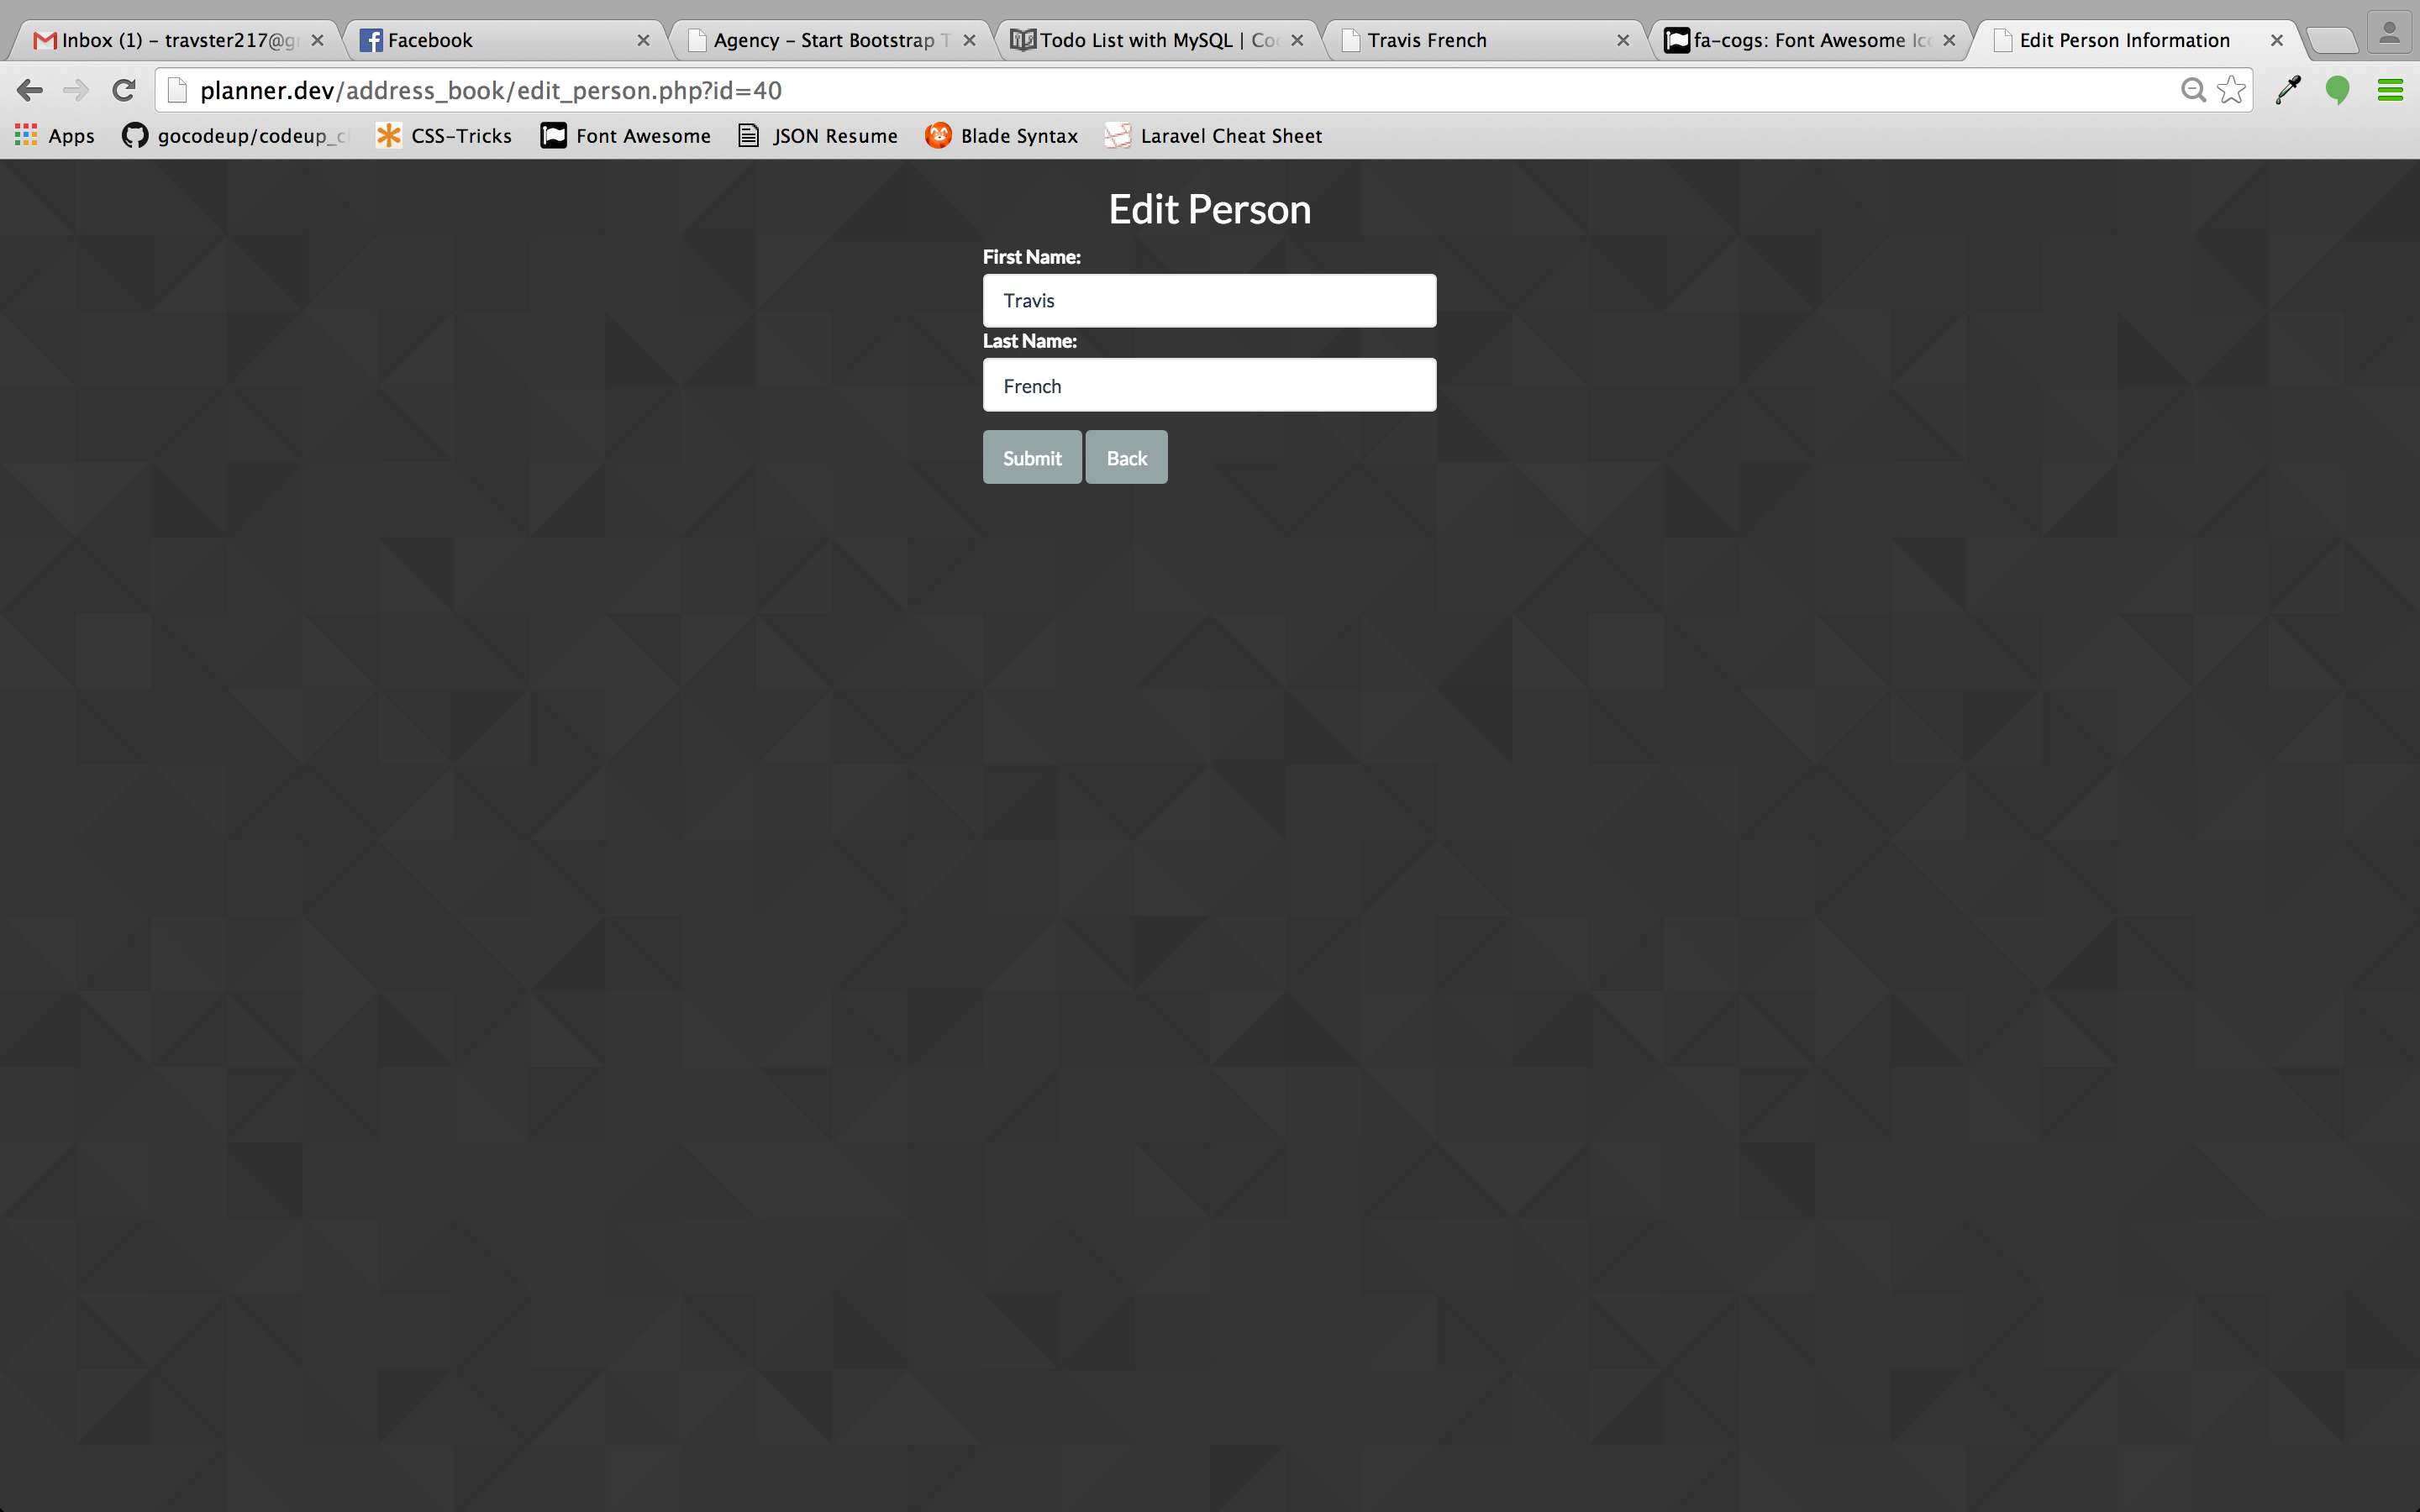 Inbox (1) – travster217@g
Facebook
Agency – Start Bootstrap T
Todo List with MySQL | Co
Travis French
fa-cogs: Font Awesome Ic
Edit Person Information
planner.dev/address_book/edit_person.php?id=40
Apps
gocodeup/codeup_c
CSS-Tricks
Font Awesome
JSON Resume
Blade Syntax
Laravel Cheat Sheet
Edit Person
First Name:
Travis
Last Name:
French
Submit
Back